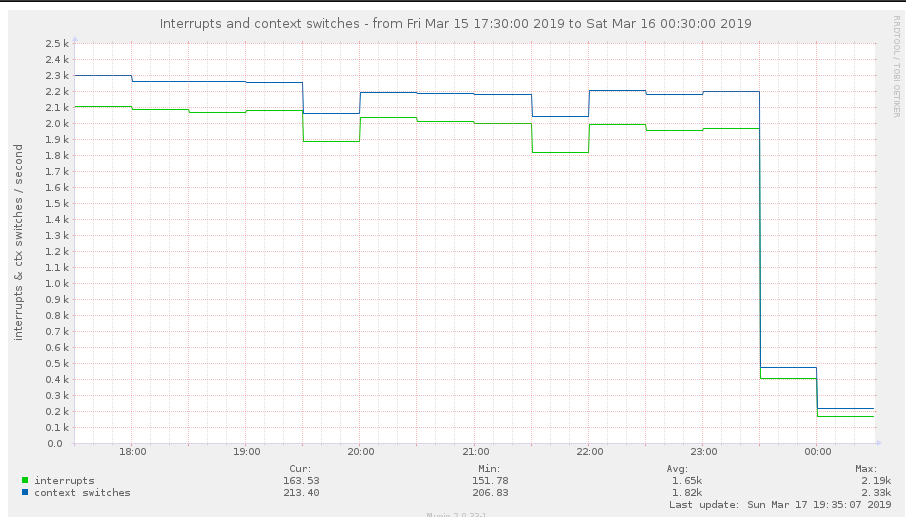 Interrupts and context switches - from Fri Mar 15 17:30:00 2019 to Sat Mar 16 00:30:00 2019
RRDTOOL / TOBI OETIKER
interrupts & ctx switches / second
2.5 k
2.4 k
2.3 k
2.2 k
2.1 k
2.0 k
1.9 k
1.8 k
1.7 k
1.6 k
1.5 k
1.4 k
1.3 k
1.2 k
1.1 k
1.0 k
0.9 k
0.8 k
0.7 k
0.6 k
0.5 k
0.4 k
0.3 k
0.2 k
0.1 k
0.0
18:00 19:00 20:00 21:00 22:00 23:00 00:00
Cur: Min: Avg: Max:
interrupts 163.53 151.78 1.65k 2.19k
context switches 213.40 206.83 1.82k 2.33k
Last update: Sun Mar 17 19:35:07 2019